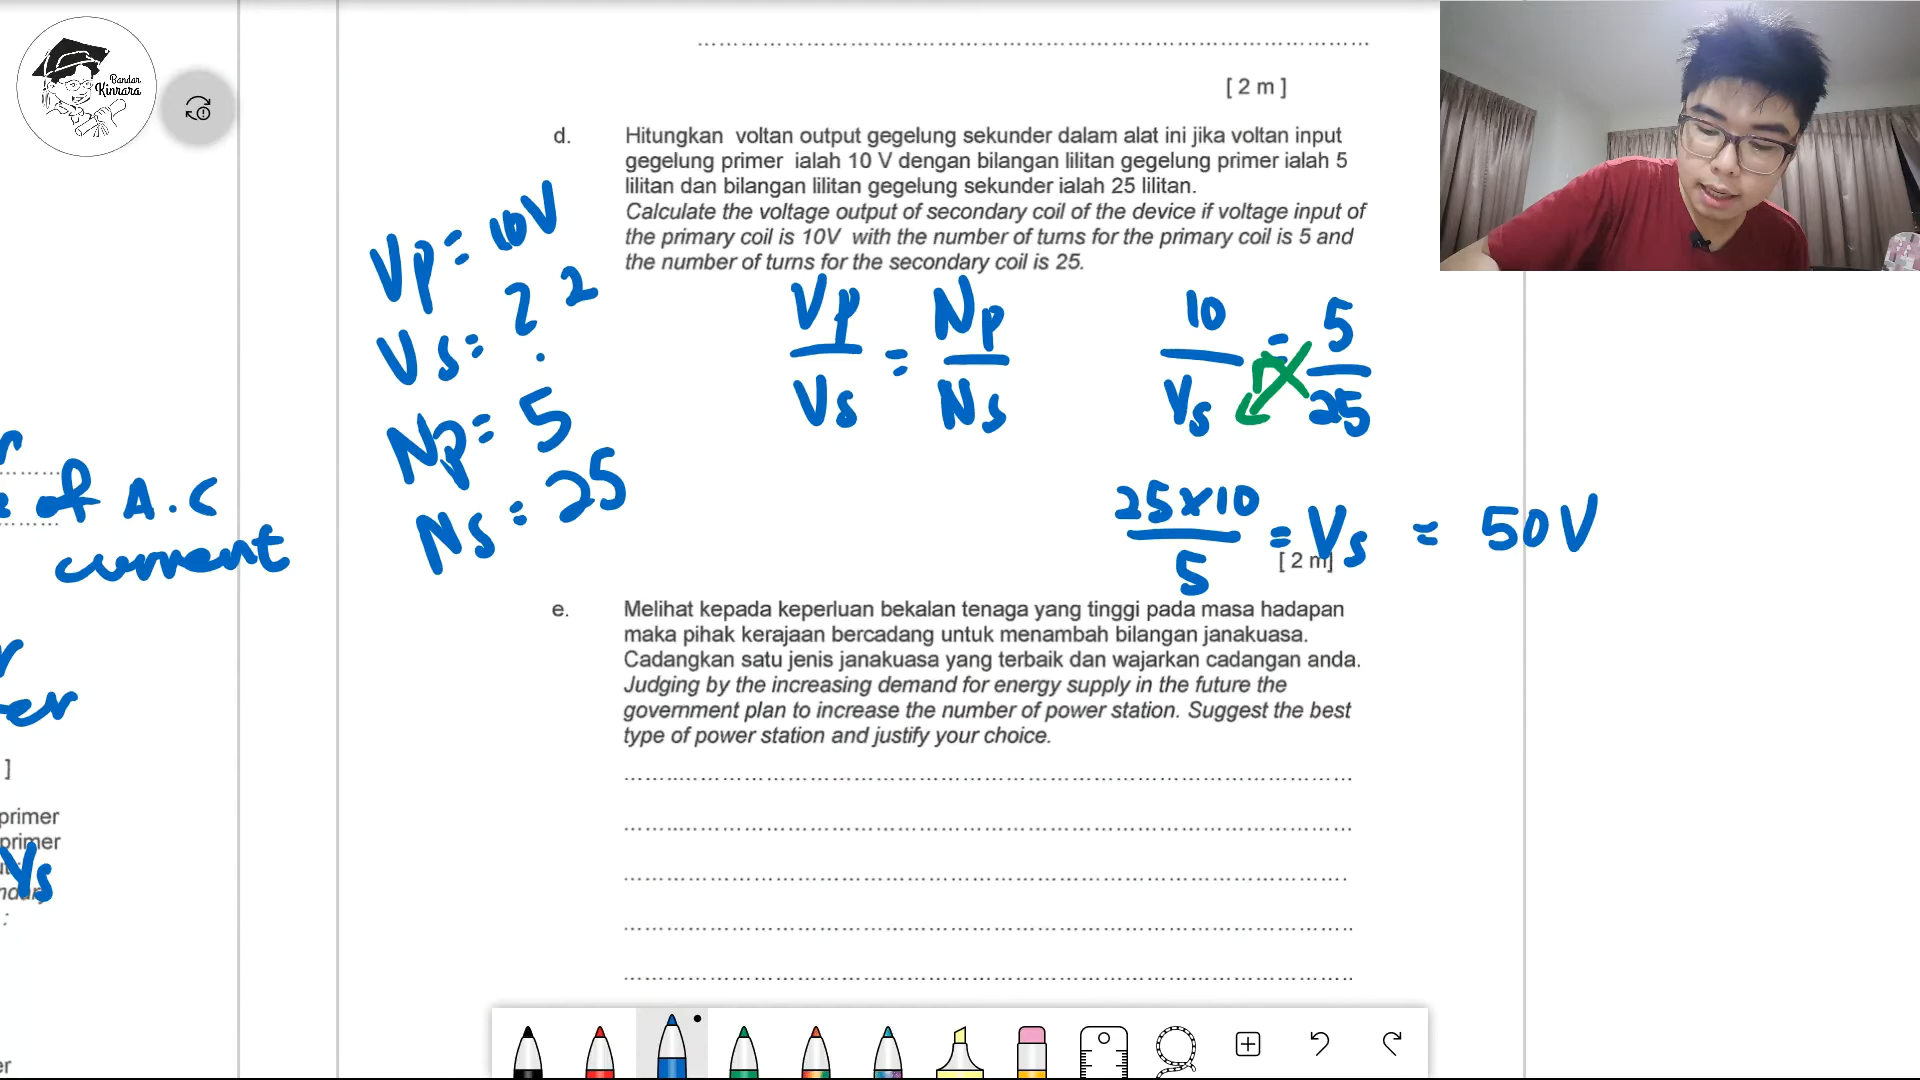 Bandar
Kinrara
[ 2 m ]
d. Hitungkan voltan output gegelung sekunder dalam alat ini jika voltan input
gegelung primer ialah 10 V dengan bilangan lilitan gegelung primer ialah 5
lilitan dan bilangan lilitan gegelung sekunder ialah 25 lilitan.
Calculate the voltage output of secondary coil of the device if voltage input of
the primary coil is 10V with the number of turns for the primary coil is 5 and
the number of turns for the secondary coil is 25.
Vp = 10V
Vs = ?
Np = 5
Ns = 25
Vp/Vs = Np/Ns
10/Vs = 5/25
25 x 10/5 = Vs = 50V
[ 2 m]
of A.C
current
er
]
primer
primer
Vs
:
er
e. Melihat kepada keperluan bekalan tenaga yang tinggi pada masa hadapan
maka pihak kerajaan bercadang untuk menambah bilangan janakuasa.
Cadangkan satu jenis janakuasa yang terbaik dan wajarkan cadangan anda.
Judging by the increasing demand for energy supply in the future the
government plan to increase the number of power station. Suggest the best
type of power station and justify your choice.